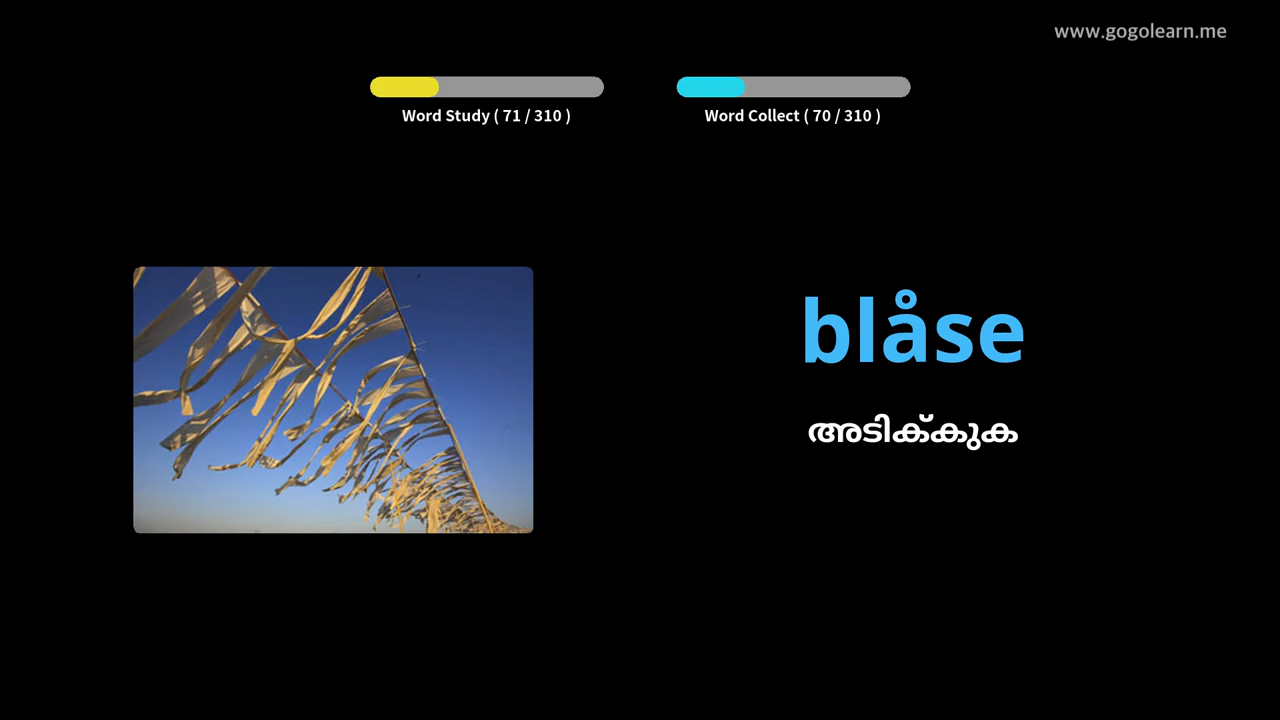 www.gogolearn.me
Word Study ( 71 / 310 )
Word Collect ( 70 / 310 )
blåse
അടിക്കുക